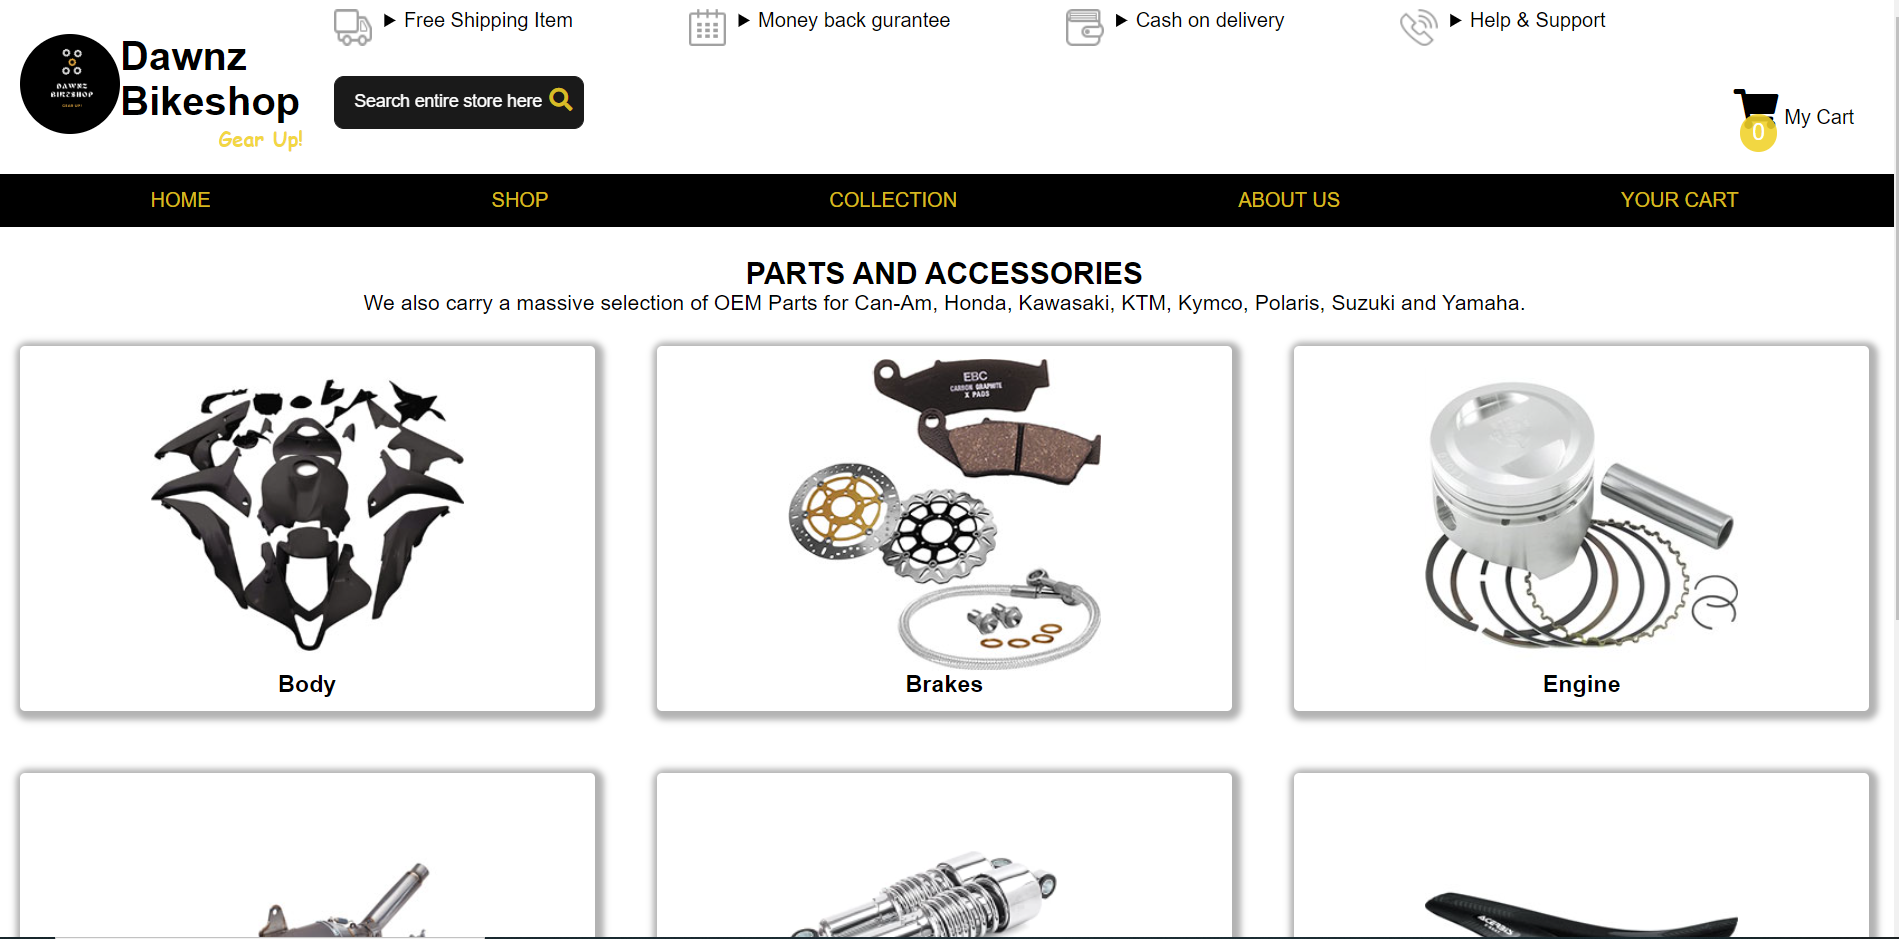 Free Shipping Item
Money back gurantee
Cash on delivery
Help & Support
DAWNZ
BIKESHOP
GEAR UP!
Dawnz
Bikeshop
Gear Up!
Search entire store here
0
My Cart
HOME
SHOP
COLLECTION
ABOUT US
YOUR CART
PARTS AND ACCESSORIES
We also carry a massive selection of OEM Parts for Can-Am, Honda, Kawasaki, KTM, Kymco, Polaris, Suzuki and Yamaha.
EBC
CARBON GRAPHITE
X PADS
Body
Brakes
Engine
ACERBIS